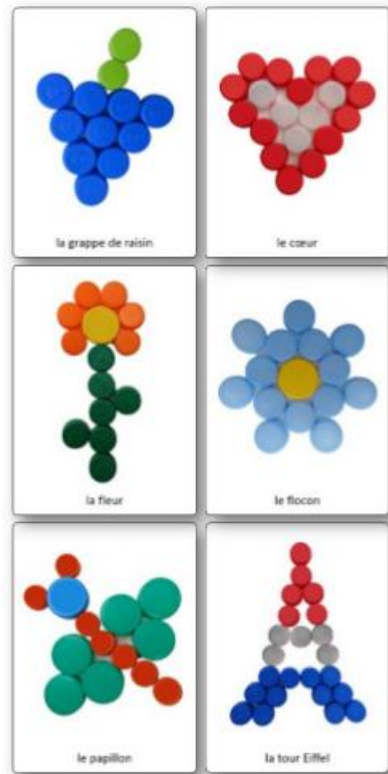 la grappe de raisin
le cœur
la fleur
le flocon
le papillon
la tour Eiffel